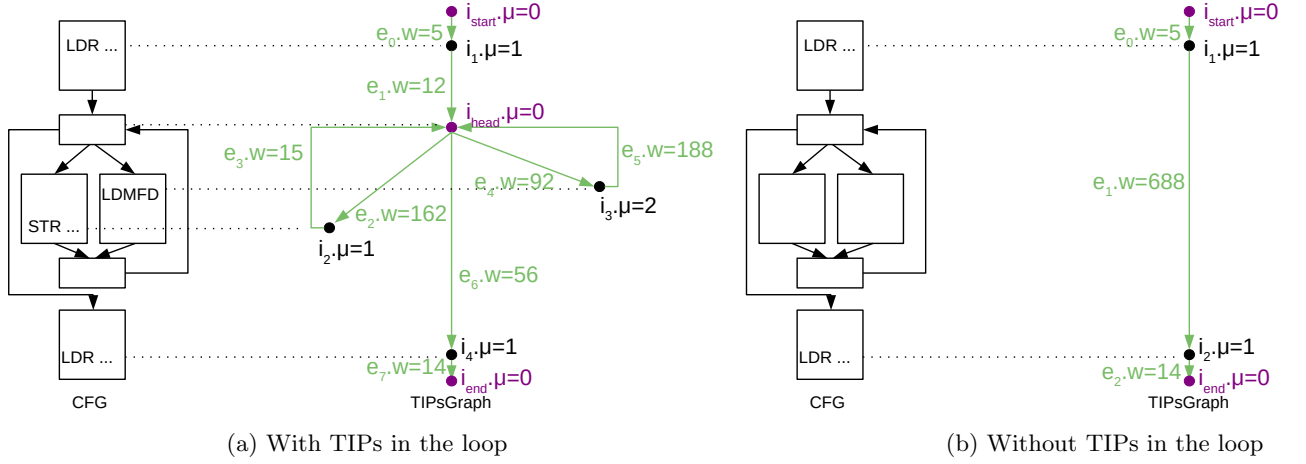 i_start.μ=0
e_0.w=5
LDR ...
i_1.μ=1
e_1.w=12
i_head.μ=0
e_3.w=15
e_5.w=188
LDMFD
e_4.w=92
i_3.μ=2
STR ...
e_2.w=162
i_2.μ=1
e_6.w=56
LDR ...
i_4.μ=1
e_7.w=14
i_end.μ=0
CFG
TIPsGraph
(a) With TIPs in the loop
i_start.μ=0
e_0.w=5
LDR ...
i_1.μ=1
e_1.w=688
LDR ...
i_2.μ=1
e_2.w=14
i_end.μ=0
CFG
TIPsGraph
(b) Without TIPs in the loop